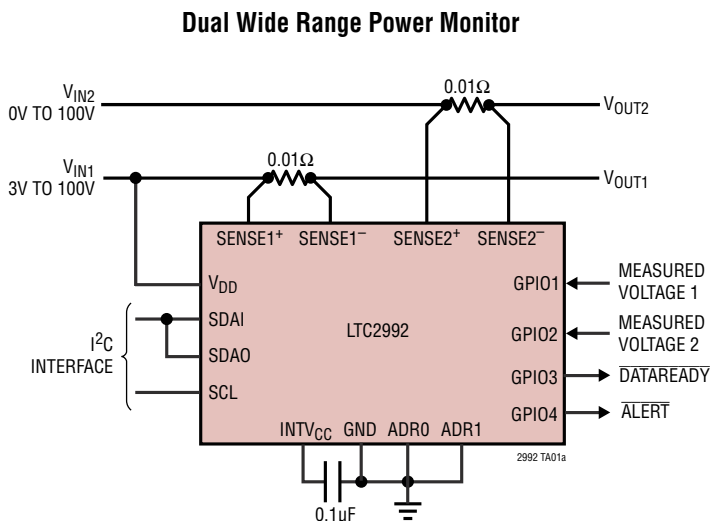 Dual Wide Range Power Monitor
0.01Ω
VIN2
0V TO 100V
VOUT2
0.01Ω
VIN1
3V TO 100V
VOUT1
SENSE1+ SENSE1– SENSE2+ SENSE2–
VDD
GPIO1
MEASURED
VOLTAGE 1
SDAI
LTC2992
GPIO2
MEASURED
VOLTAGE 2
I2C
INTERFACE
SDAO
GPIO3
DATAREADY
SCL
GPIO4
ALERT
INTVCC GND ADR0 ADR1
2992 TA01a
0.1uF